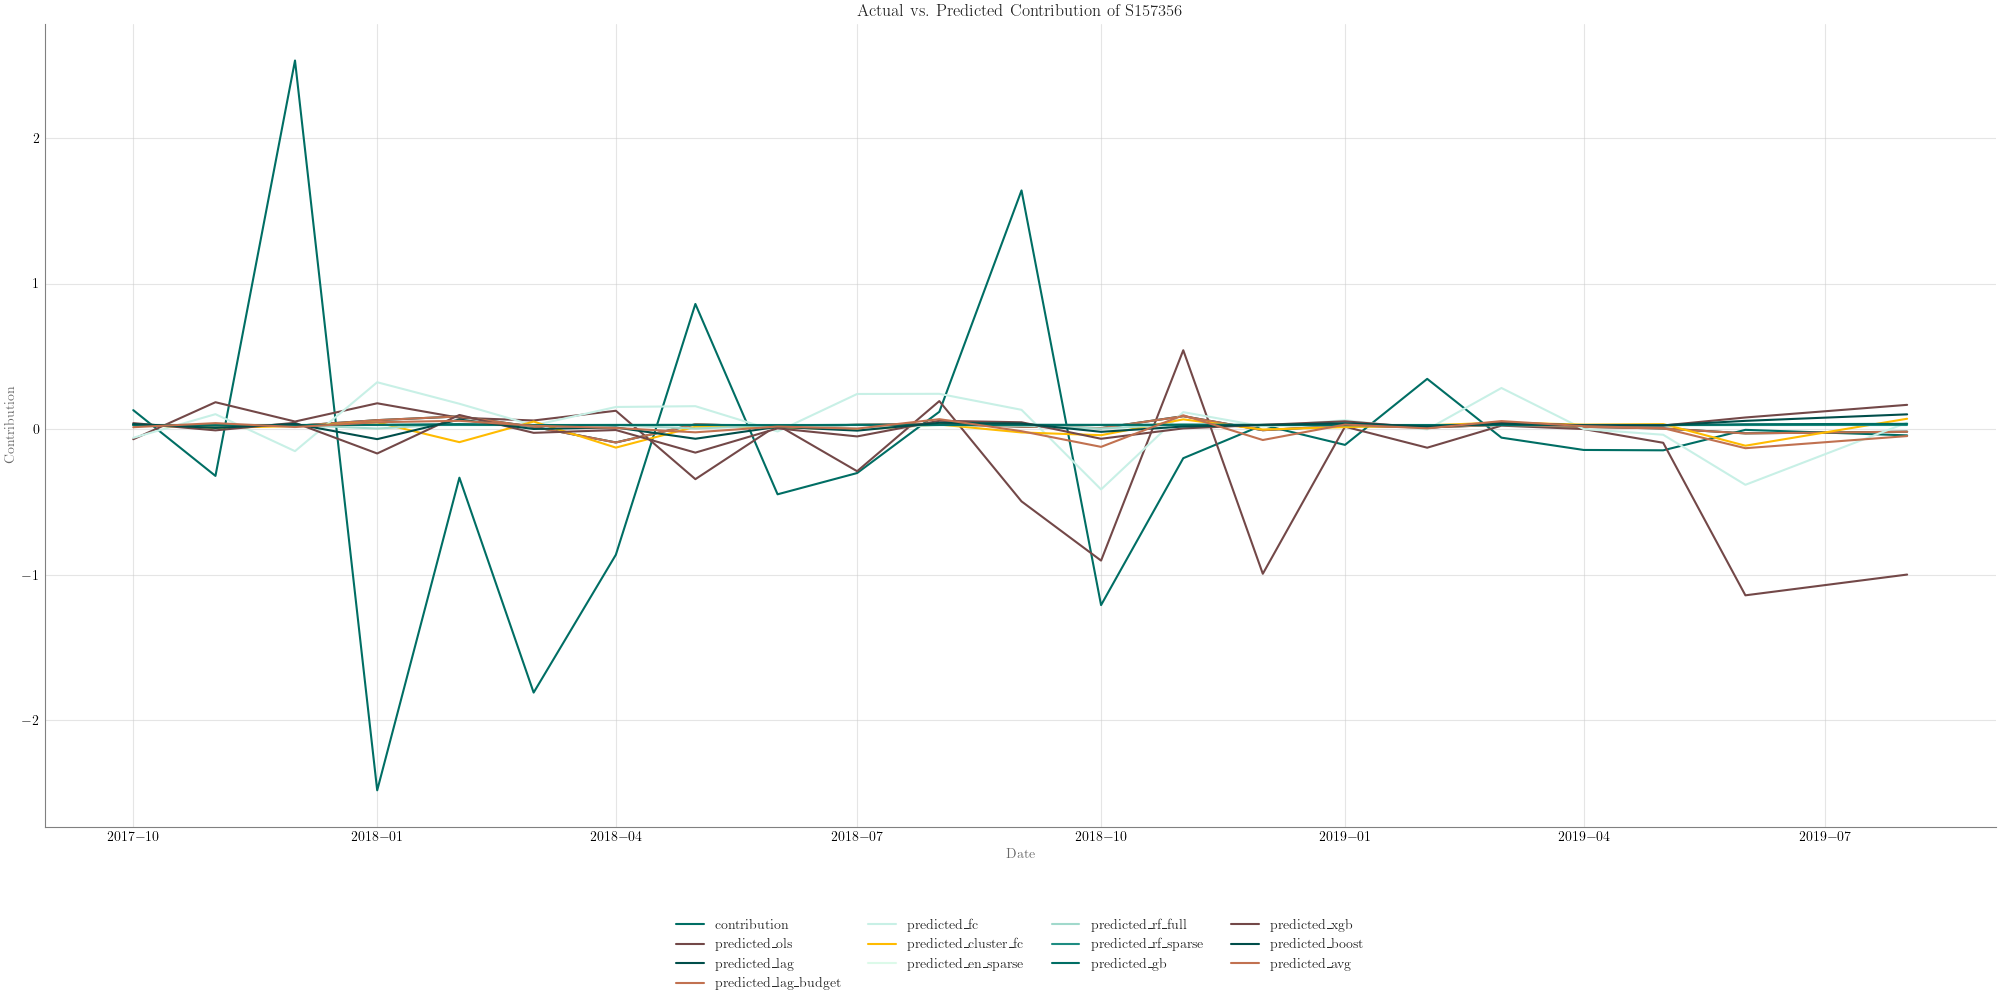 Actual vs. Predicted Contribution of S157356
2
1
0
−1
−2
Contribution
2017−10 2018−01 2018−04 2018−07 2018−10 2019−01 2019−04 2019−07
Date
contribution predicted_fc predicted_rf_full predicted_xgb
predicted_ols predicted_cluster_fc predicted_rf_sparse predicted_boost
predicted_lag predicted_en_sparse predicted_gb predicted_avg
predicted_lag_budget